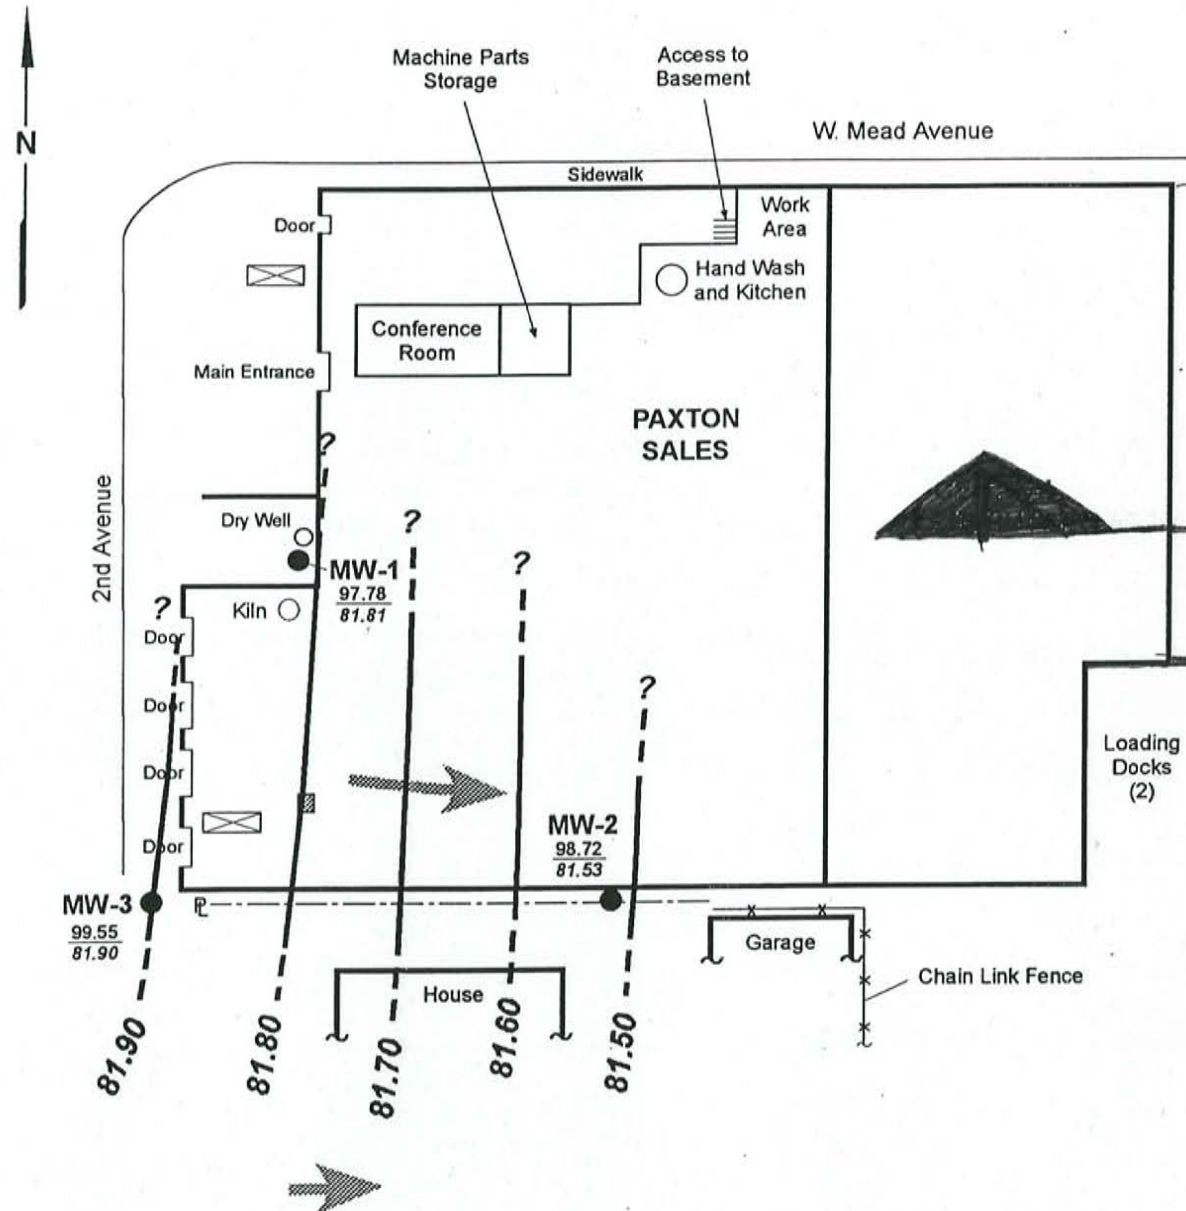 Machine Parts
Storage
Access to
Basement
N
W. Mead Avenue
Sidewalk
Work
Area
Door
Hand Wash
and Kitchen
Conference
Room
Main Entrance
PAXTON
SALES
?
2nd Avenue
Dry Well
?
?
MW-1
97.78
81.81
?
Kiln
Door
?
Door
Loading
Docks
(2)
Door
MW-2
98.72
81.53
Door
MW-3
99.55
81.90
PL
Garage
House
Chain Link Fence
81.90
81.80
81.70
81.60
81.50